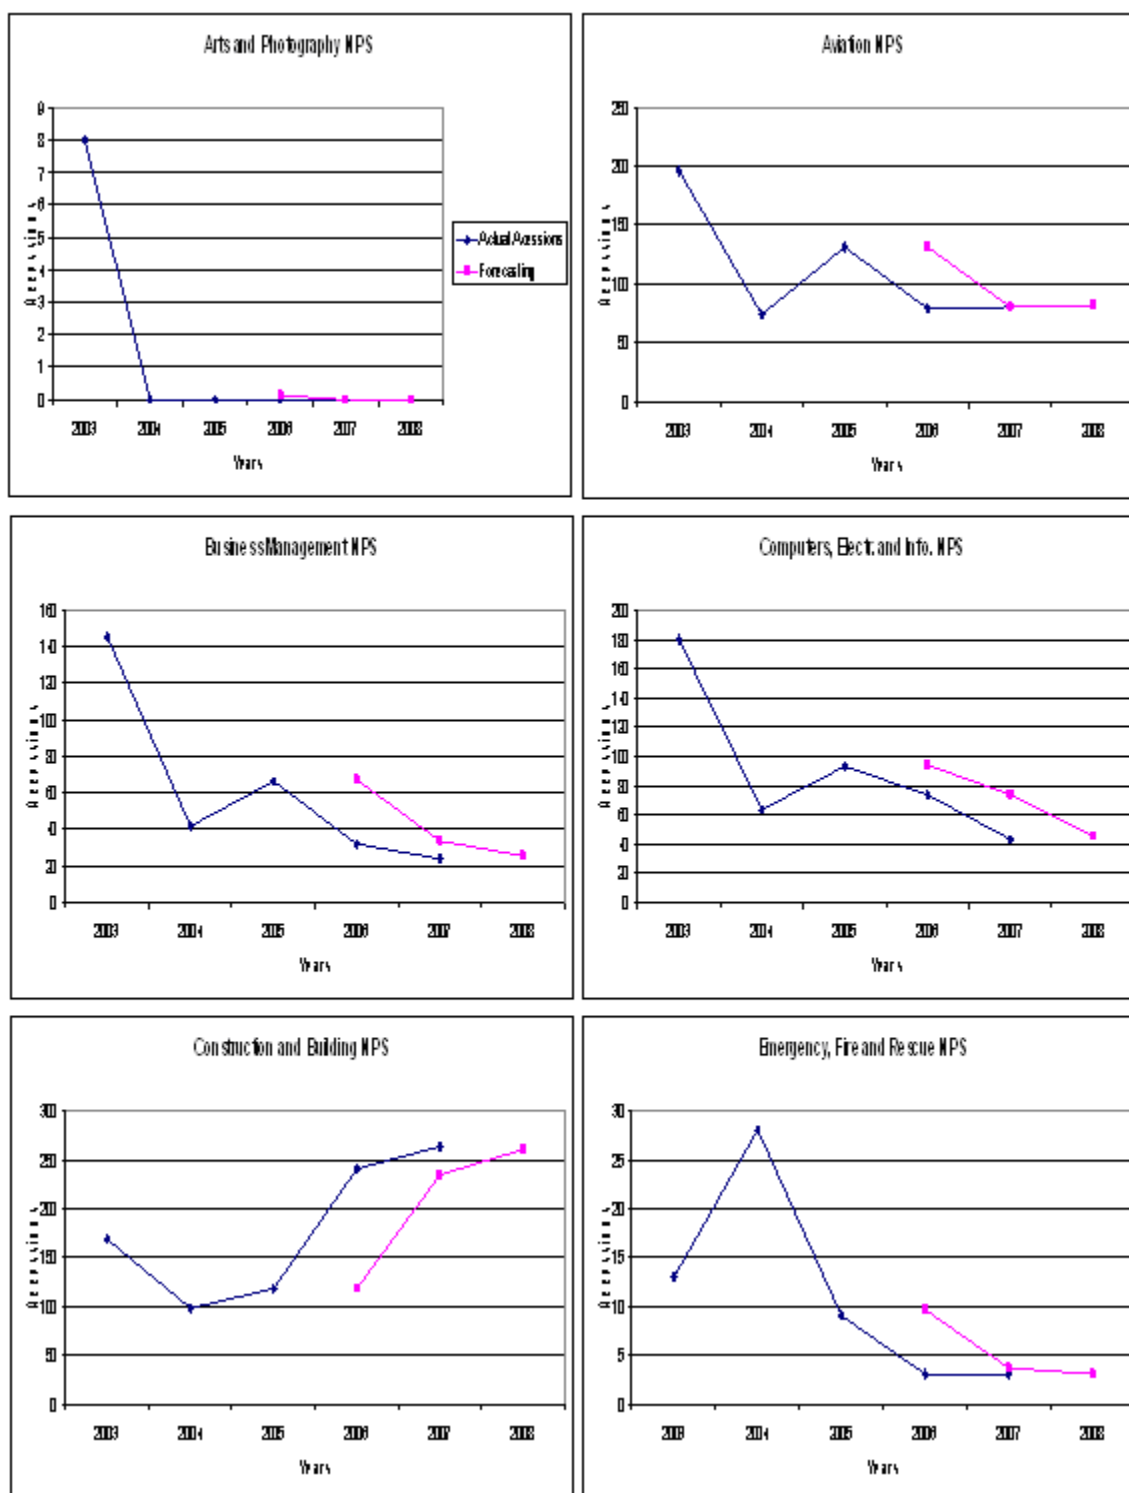 Arts and Photography NPS
9
8
7
6
5
4
3
2
1
0
2003 2004 2005 2006 2007 2008
Years
Actual Acessions
Forecasting
Aviation NPS
250
200
150
100
50
0
2003 2004 2005 2006 2007 2008
Years
Business Management NPS
160
140
120
100
80
60
40
20
0
2003 2004 2005 2006 2007 2008
Years
Computers, Electr. and Info. NPS
200
180
160
140
120
100
80
60
40
20
0
2003 2004 2005 2006 2007 2008
Years
Construction and Building NPS
300
250
200
150
100
50
0
2003 2004 2005 2006 2007 2008
Years
Emergency, Fire and Rescue NPS
30
25
20
15
10
5
0
2003 2004 2005 2006 2007 2008
Years